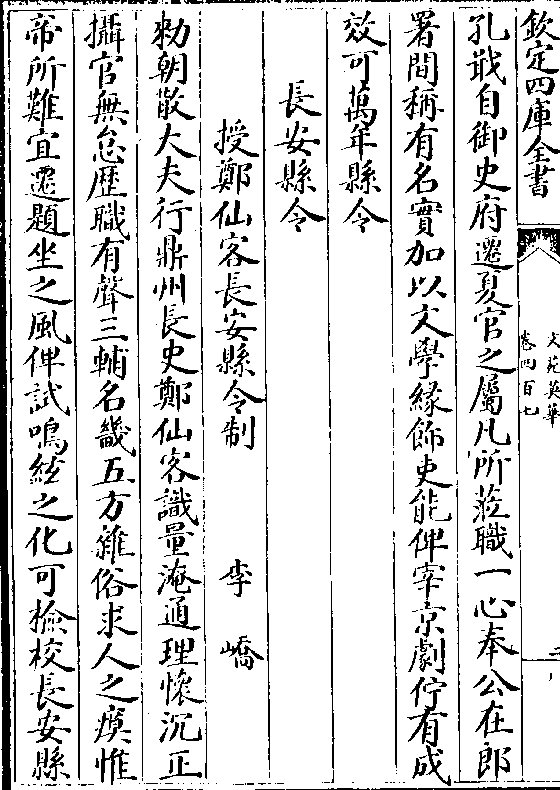 欽定四庫全書
文苑英華
卷四百七
孔戢自御史府遷夏官之屬凡所蒞職一心奉公在郎
署間稱有名實加以文學緣飾吏能俾宰京劇佇有成
效可萬年縣令
長安縣令
授鄭仙客長安縣令制 李嶠
勑朝散大夫行鼎州長史鄭仙客識量淹通理懷沉正
攝官無怠歷職有聲三輔名畿五方雜俗求人之瘼惟
帝所難宜遷題坐之風俾試鳴絃之化可檢校長安縣